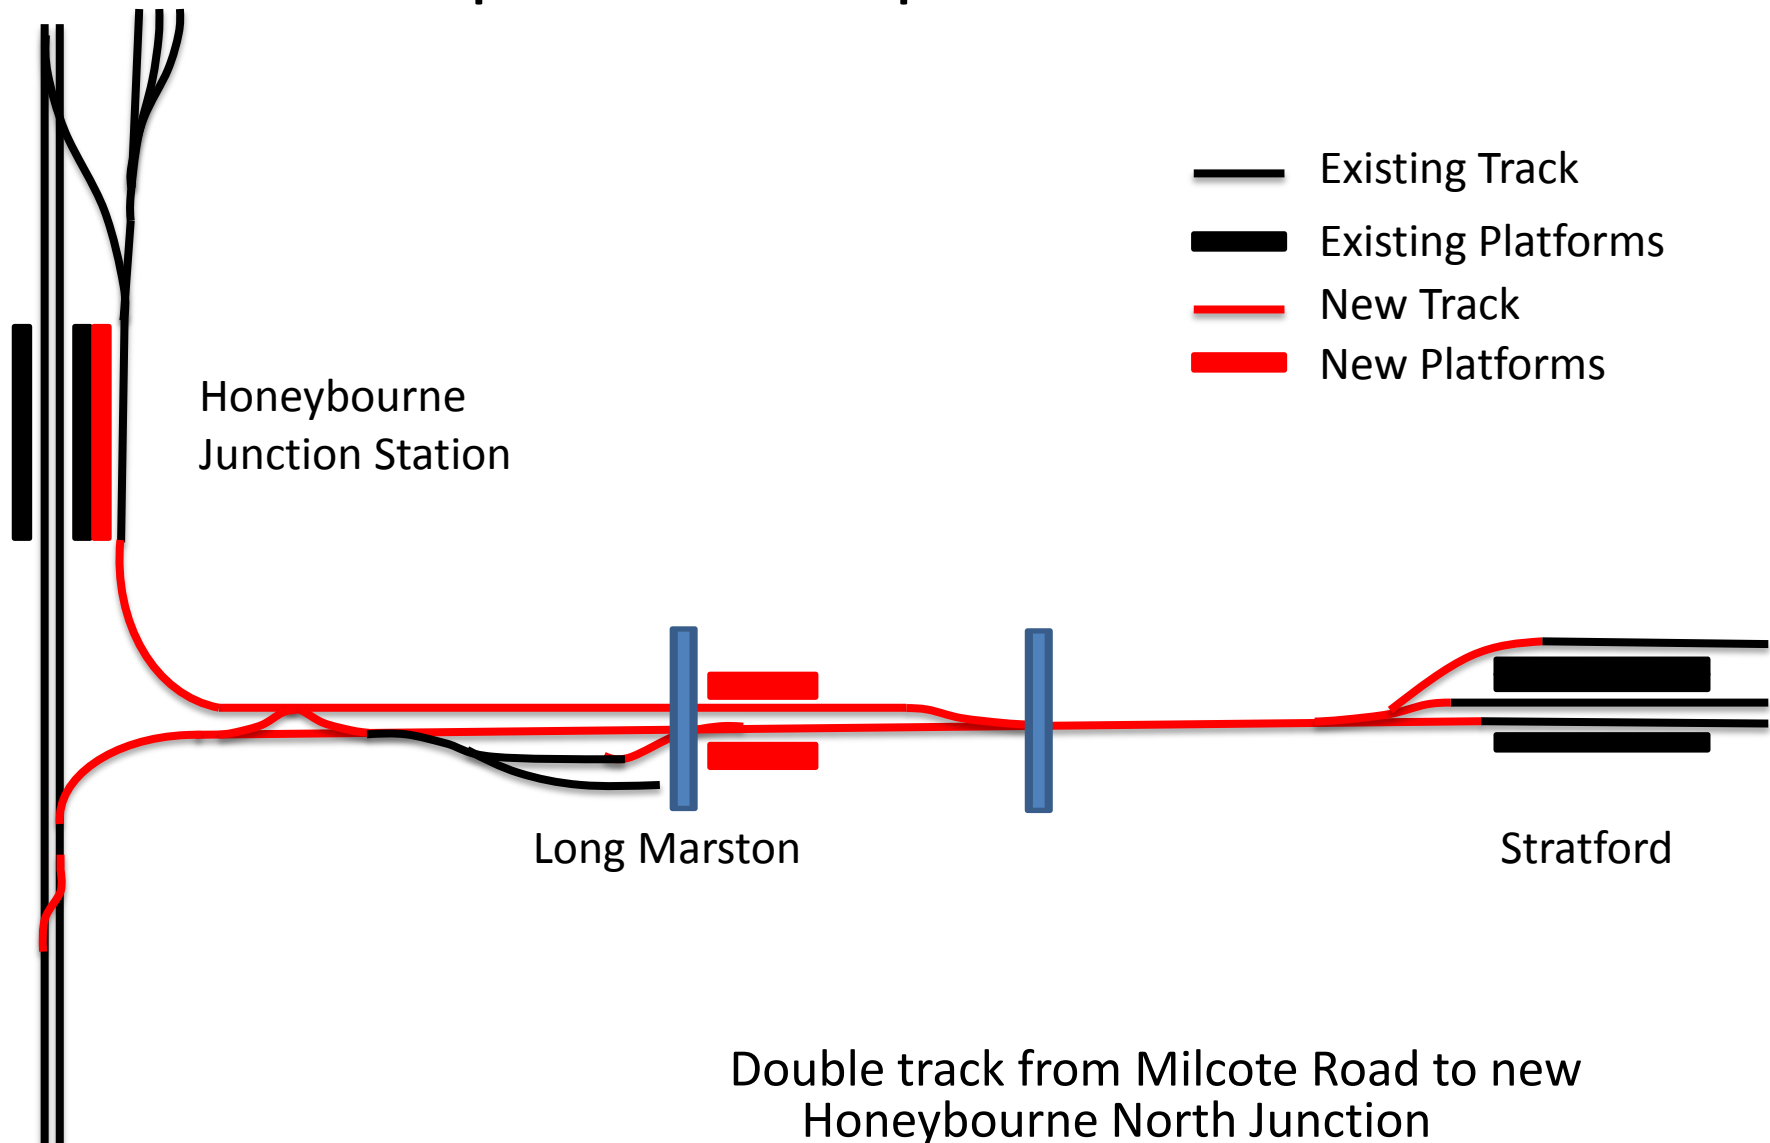 Existing Track
Existing Platforms
New Track
New Platforms
Honeybourne
Junction Station
Long Marston
Stratford
Double track from Milcote Road to new
Honeybourne North Junction